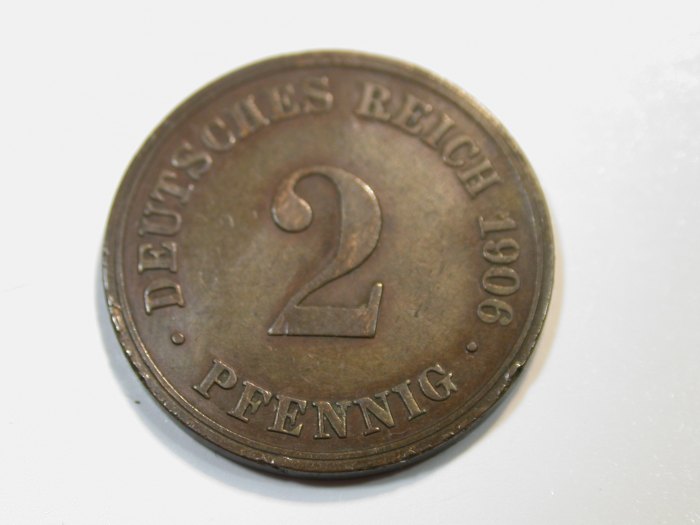 DEUTSCHES REICH 1906
2
· PFENNIG ·